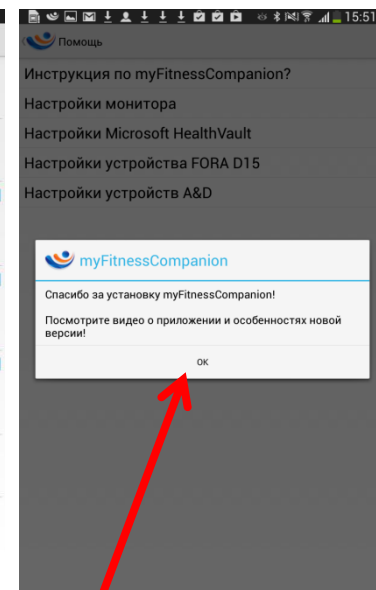 15:51
Помощь
Инструкция по myFitnessCompanion?
Настройки монитора
Настройки Microsoft HealthVault
Настройки устройства FORA D15
Настройки устройств A&D
myFitnessCompanion
Спасибо за установку myFitnessCompanion!
Посмотрите видео о приложении и особенностях новой
версии!
ОК